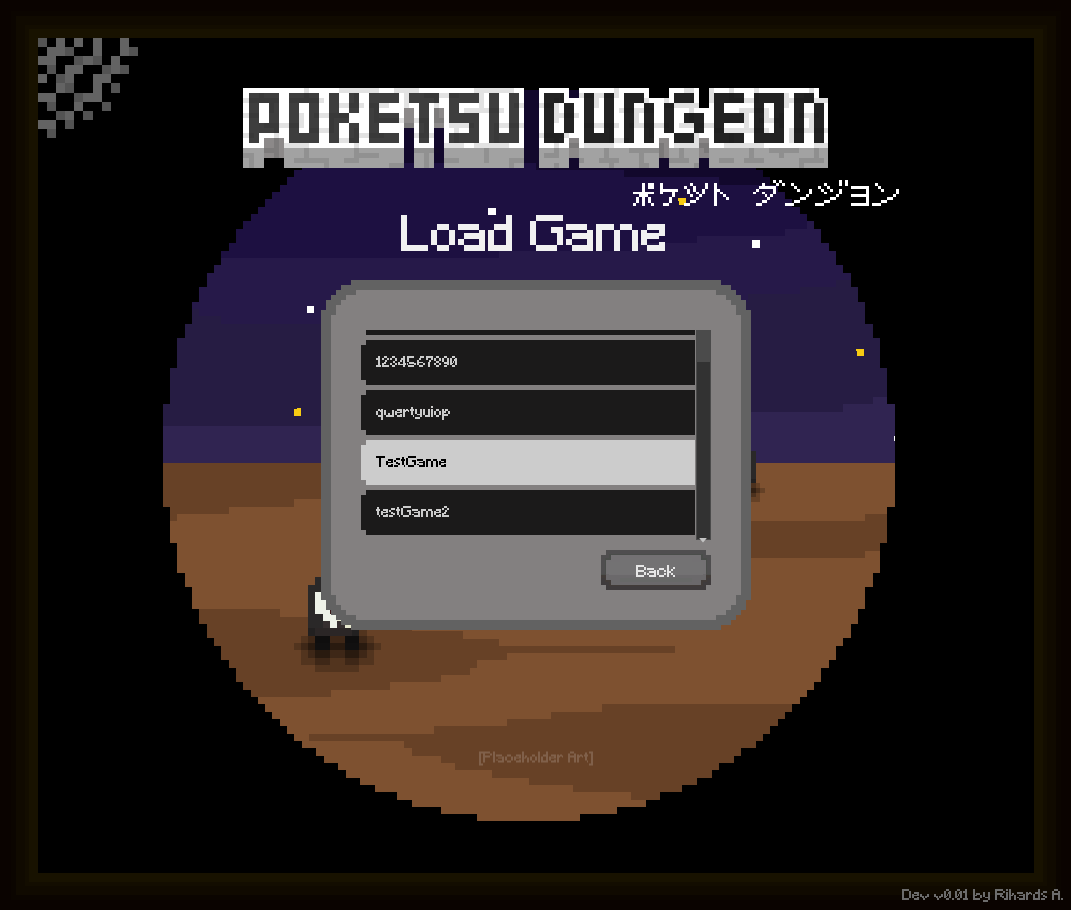 POKETSU DUNGEON
ポケット ダンジョン
Load Game
1234567890
qwertyuiop
TestGame
testGame2
Back
[Placeholder Art]
Dev v0.01 by Rihards A.